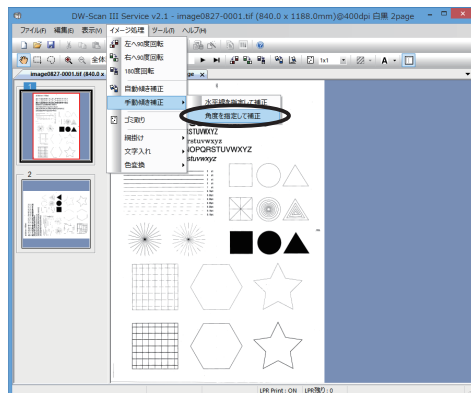 DW-Scan III Service v2.1 - image0827-0001.tif (840.0 x 1188.0mm)@400dpi 白黒 2page
ファイル(F) 編集(E) 表示(V) イメージ処理 ツール(T) ヘルプ(H)
全体 1x1 A
image0827-0001.tif (840.0 x
左へ90度回転
右へ90度回転
180度回転
自動傾き補正
手動傾き補正
ゴミ取り
網掛け
文字入れ
色変換
水平線を指定して補正
角度を指定して補正
1
2
STUVWXYZ
rstuvwxyz
NOPQRSTUVWXYZ
stuvwxyz
LPR Print : ON LPR残り : 0